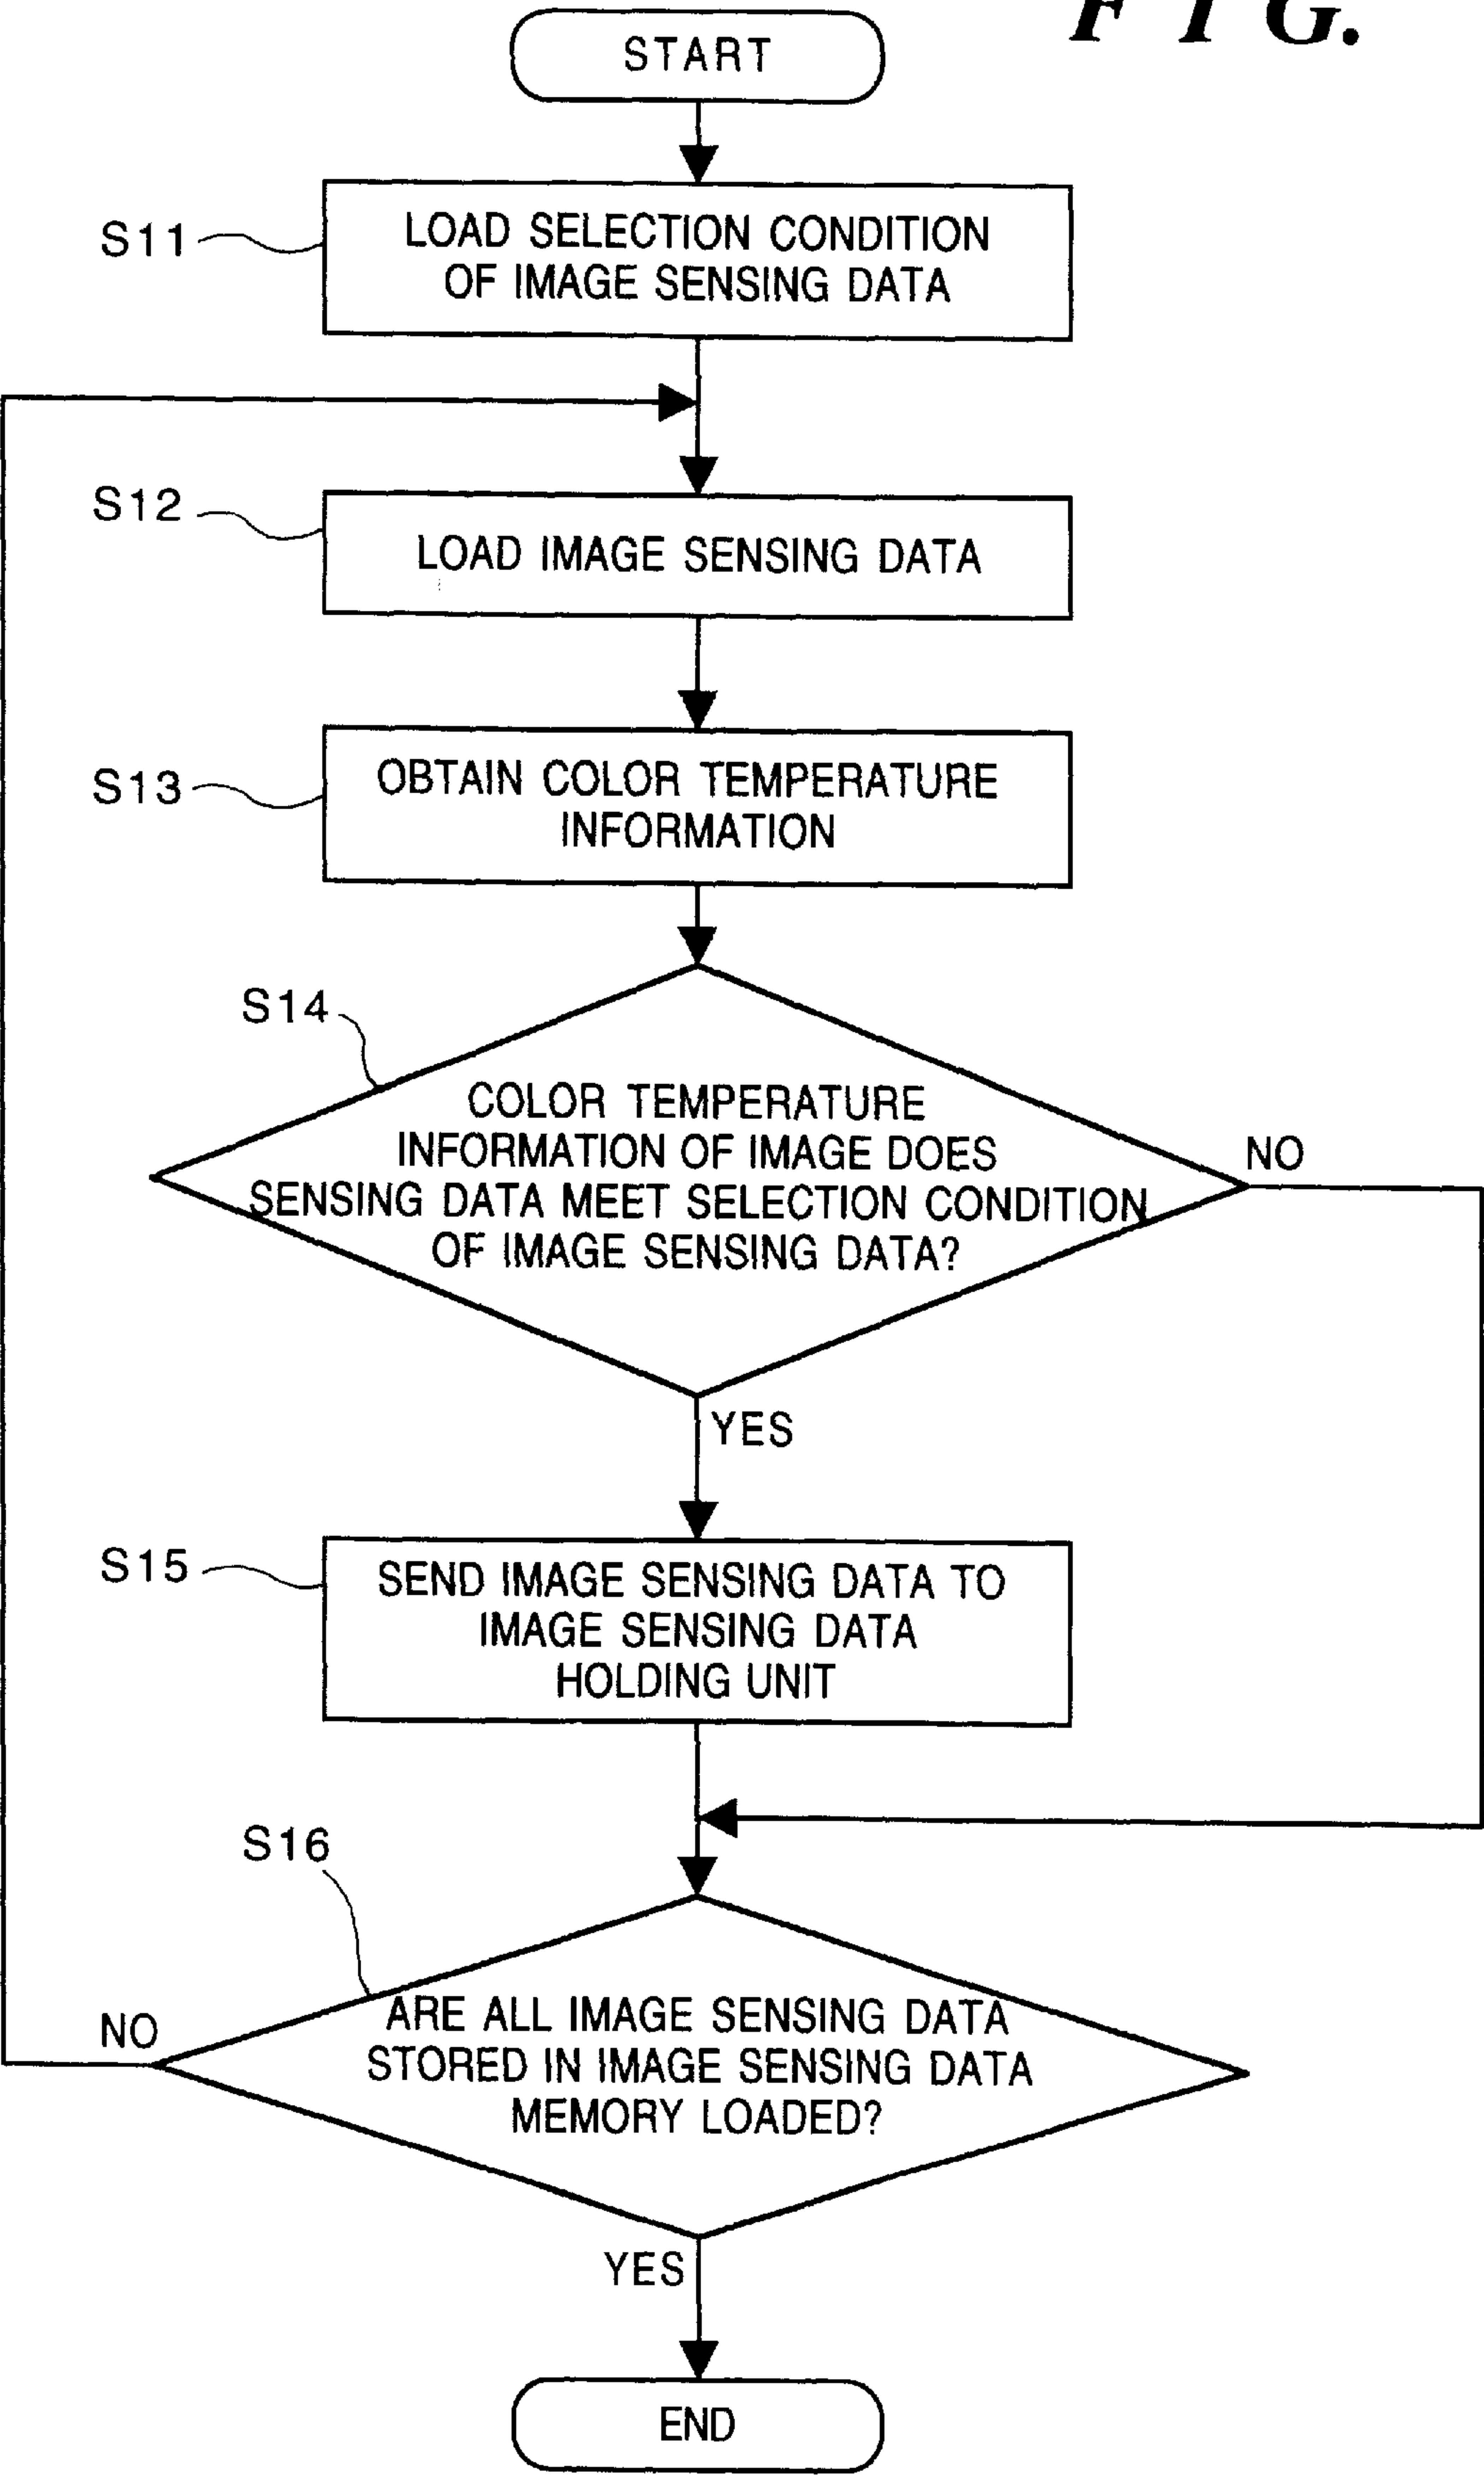 FIG.
START
S11
LOAD SELECTION CONDITION
OF IMAGE SENSING DATA
S12
LOAD IMAGE SENSING DATA
S13
OBTAIN COLOR TEMPERATURE
INFORMATION
S14
COLOR TEMPERATURE
INFORMATION OF IMAGE DOES
SENSING DATA MEET SELECTION CONDITION
OF IMAGE SENSING DATA?
NO
YES
S15
SEND IMAGE SENSING DATA TO
IMAGE SENSING DATA
HOLDING UNIT
S16
ARE ALL IMAGE SENSING DATA
STORED IN IMAGE SENSING DATA
MEMORY LOADED?
NO
YES
END